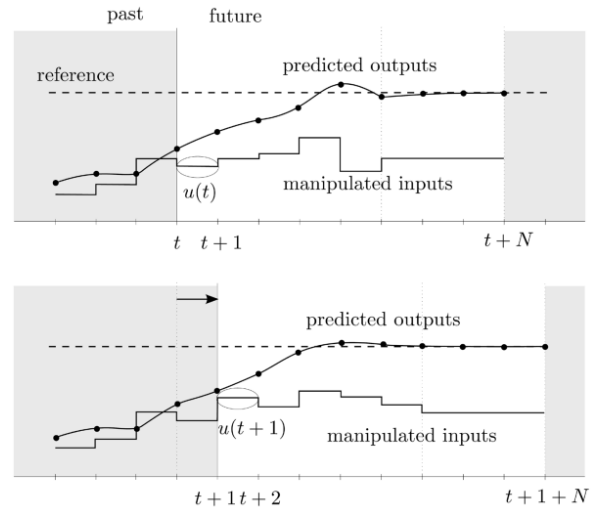 past future
reference
predicted outputs
manipulated inputs
u(t)
t t + 1 t + N
predicted outputs
u(t+1)
manipulated inputs
t + 1 t + 2 t + 1 + N